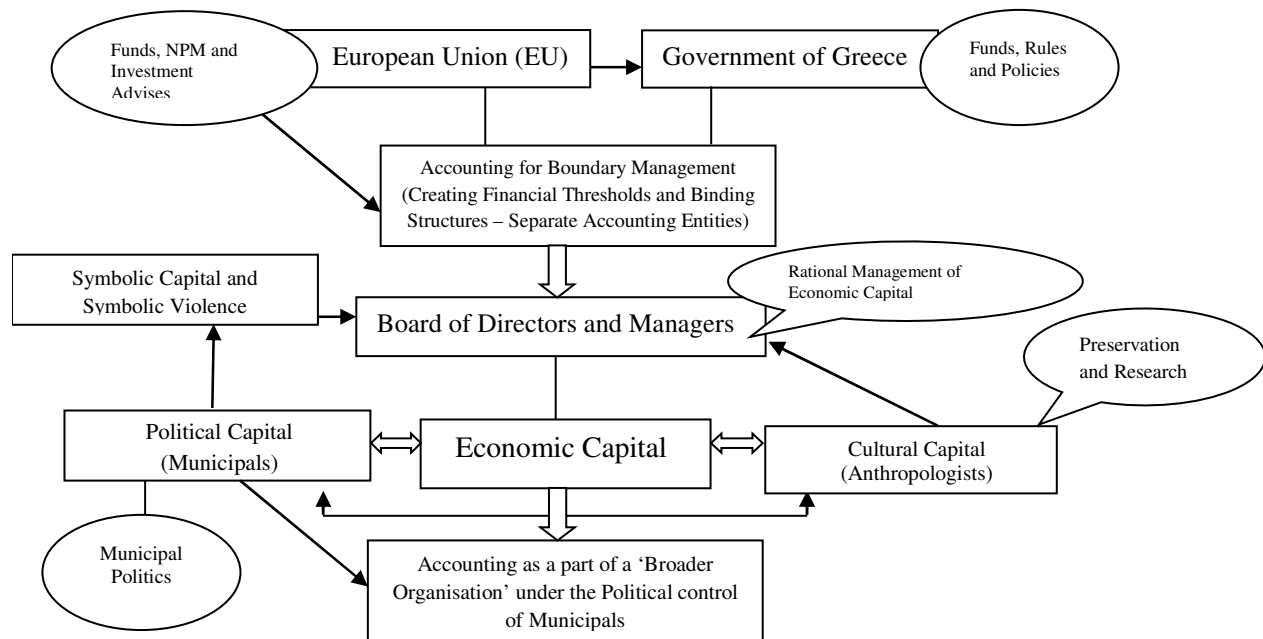 Funds, NPM and
Investment
Advises
European Union (EU)
Government of Greece
Funds, Rules
and Policies
Accounting for Boundary Management
(Creating Financial Thresholds and Binding
Structures – Separate Accounting Entities)
Symbolic Capital and
Symbolic Violence
Rational Management of
Economic Capital
Board of Directors and Managers
Preservation
and Research
Political Capital
(Municipals)
Economic Capital
Cultural Capital
(Anthropologists)
Municipal
Politics
Accounting as a part of a ‘Broader
Organisation’ under the Political control
of Municipals